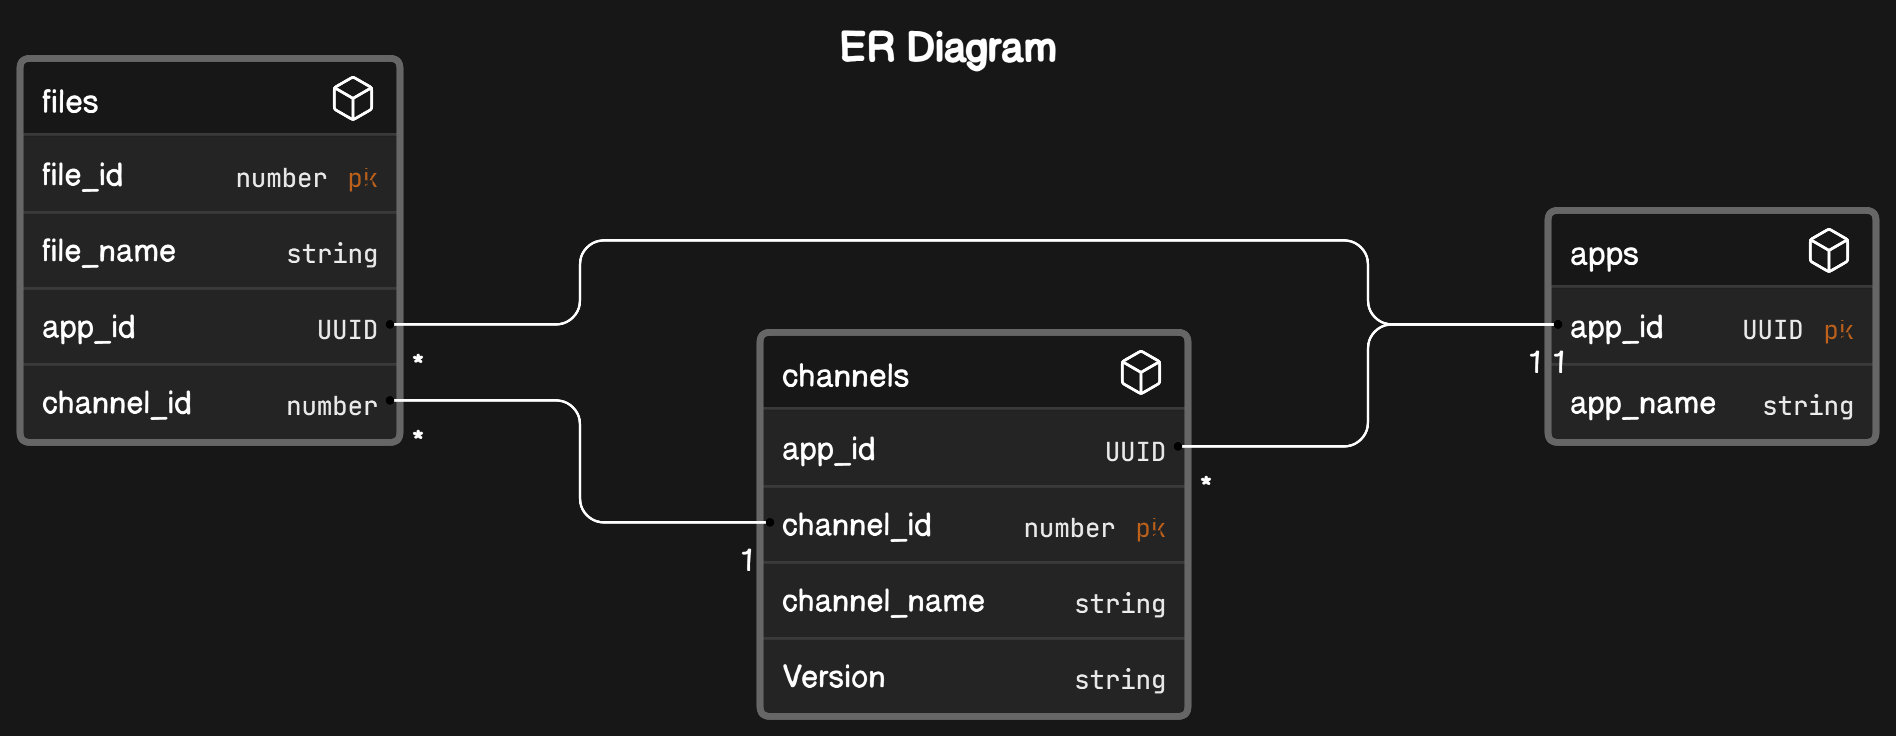 ER Diagram
files
file_id number pk
file_name string
app_id UUID
*
channel_id number
*
channels
app_id UUID
*
channel_id number pk
1
channel_name string
Version string
apps
app_id UUID pk
1 1
app_name string